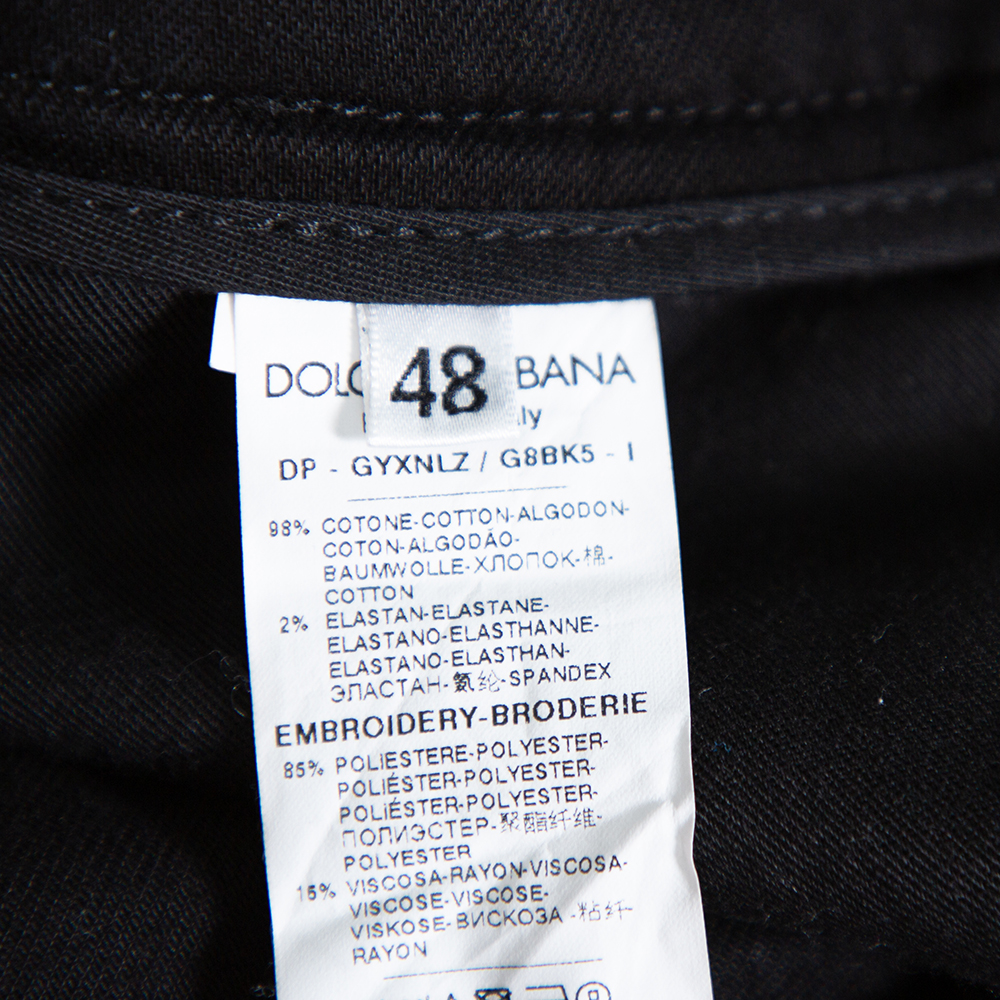 DOLC BANA
48
ly
DP - GYXNLZ / G8BK5 - I
98% COTONE-COTTON-ALGODON-
COTON-ALGODÃO-
BAUMWOLLE-ХЛОПОК-棉-
COTTON
2% ELASTAN-ELASTANE-
ELASTANO-ELASTHANNE-
ELASTANO-ELASTHAN-
ЭЛАСТАН-氨纶-SPANDEX
EMBROIDERY-BRODERIE
85% POLIESTERE-POLYESTER-
POLIÉSTER-POLYESTER-
POLIÉSTER-POLYESTER-
ПОЛИЭСТЕР-聚酯纤维-
POLYESTER
15% VISCOSA-RAYON-VISCOSA-
VISCOSE-VISCOSE-
VISKOSE-ВИСКОЗА -粘纤-
RAYON